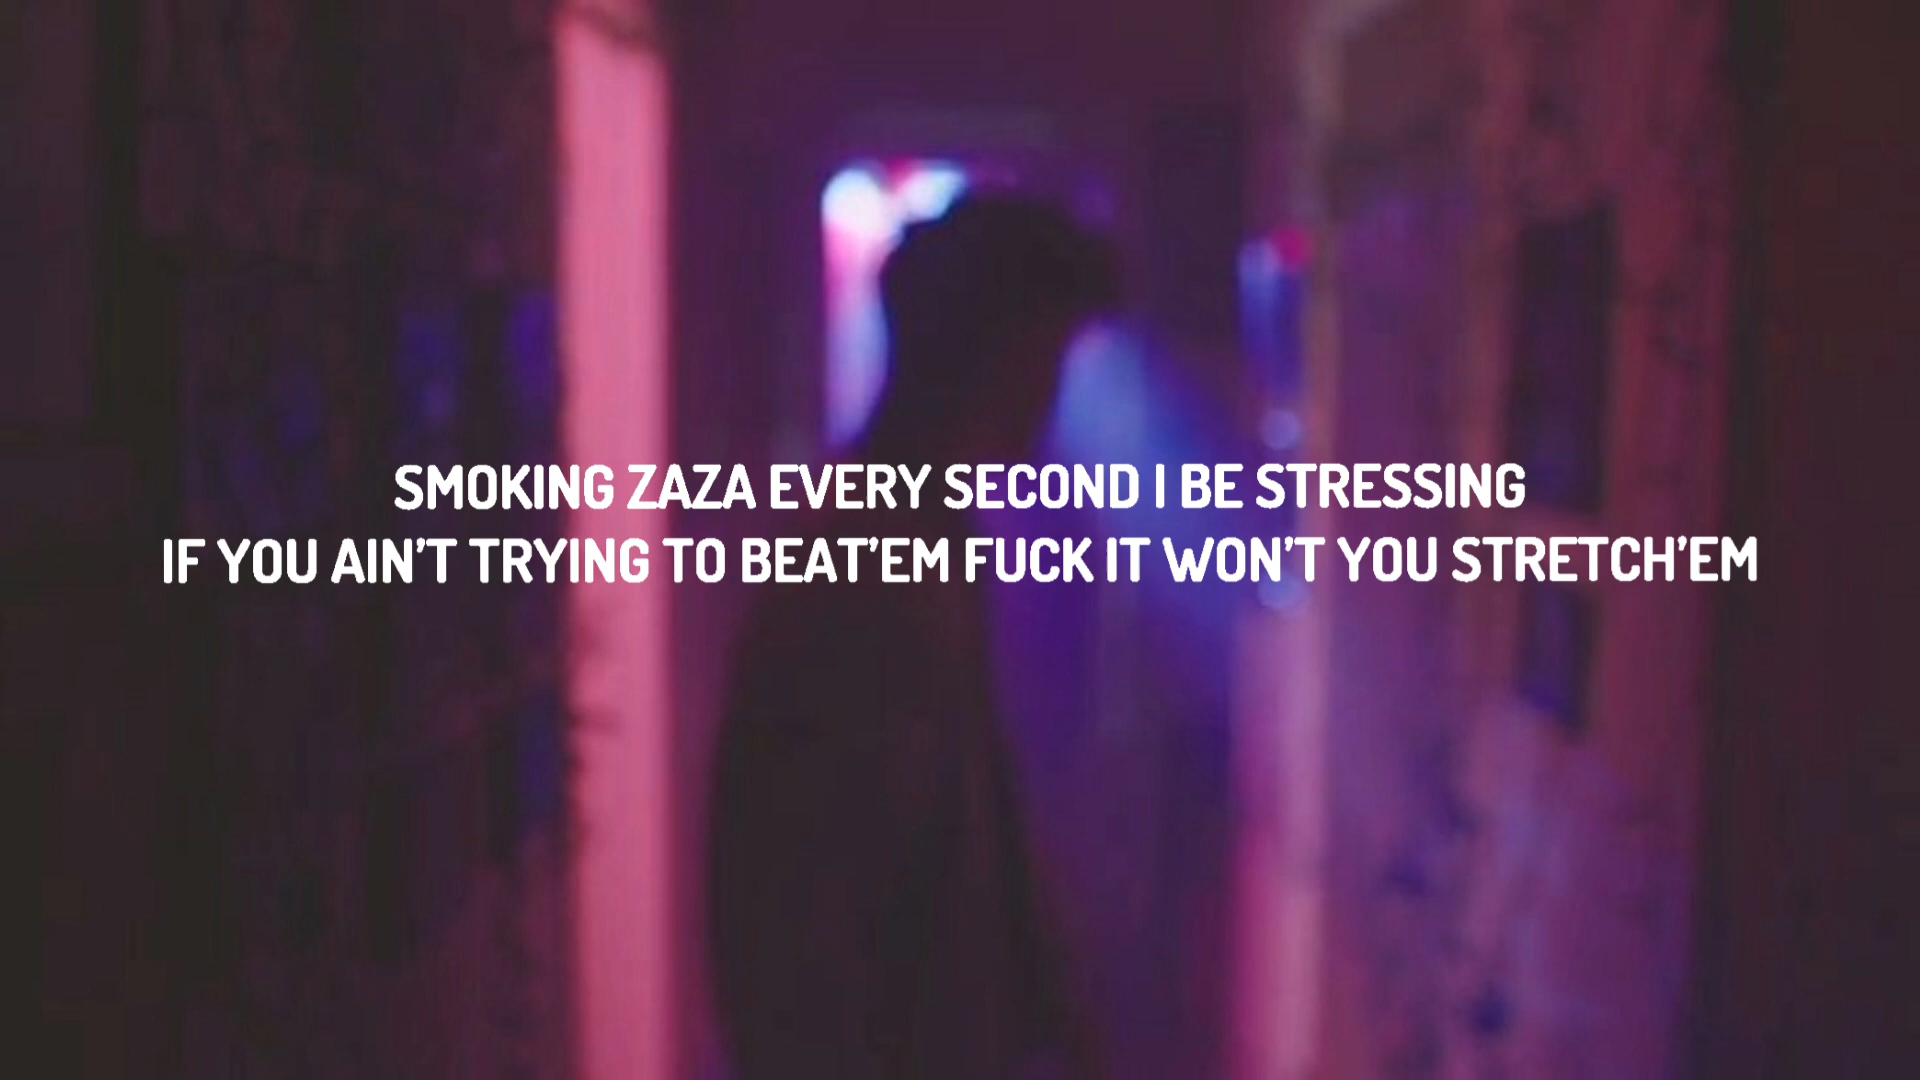 SMOKING ZAZA EVERY SECOND I BE STRESSING
IF YOU AIN'T TRYING TO BEAT'EM FUCK IT WON'T YOU STRETCH'EM